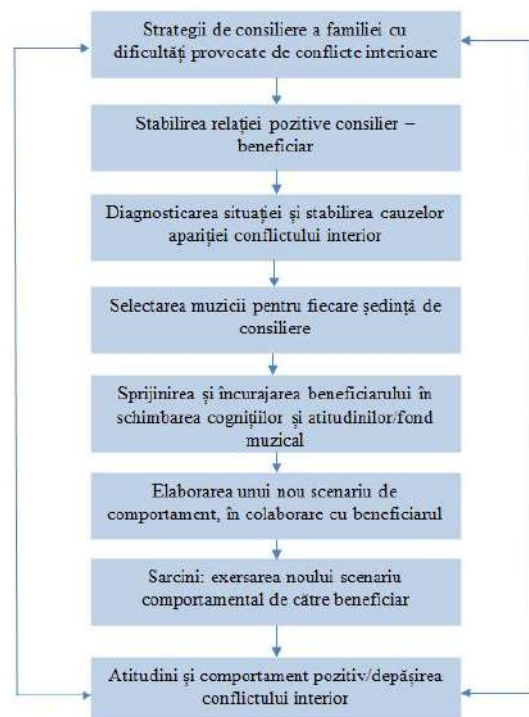 Strategii de consiliere a familiei cu
dificultăți provocate de conflicte interioare
Stabilirea relației pozitive consilier –
beneficiar
Diagnosticarea situației și stabilirea cauzelor
apariției conflictului interior
Selectarea muzicii pentru fiecare ședință de
consiliere
Sprijinirea și încurajarea beneficiarului în
schimbarea cognițiilor și atitudinilor/fond
muzical
Elaborarea unui nou scenariu de
comportament, în colaborare cu beneficiarul
Sarcini: exersarea noului scenariu
comportamental de către beneficiar
Atitudini și comportament pozitiv/depășirea
conflictului interior